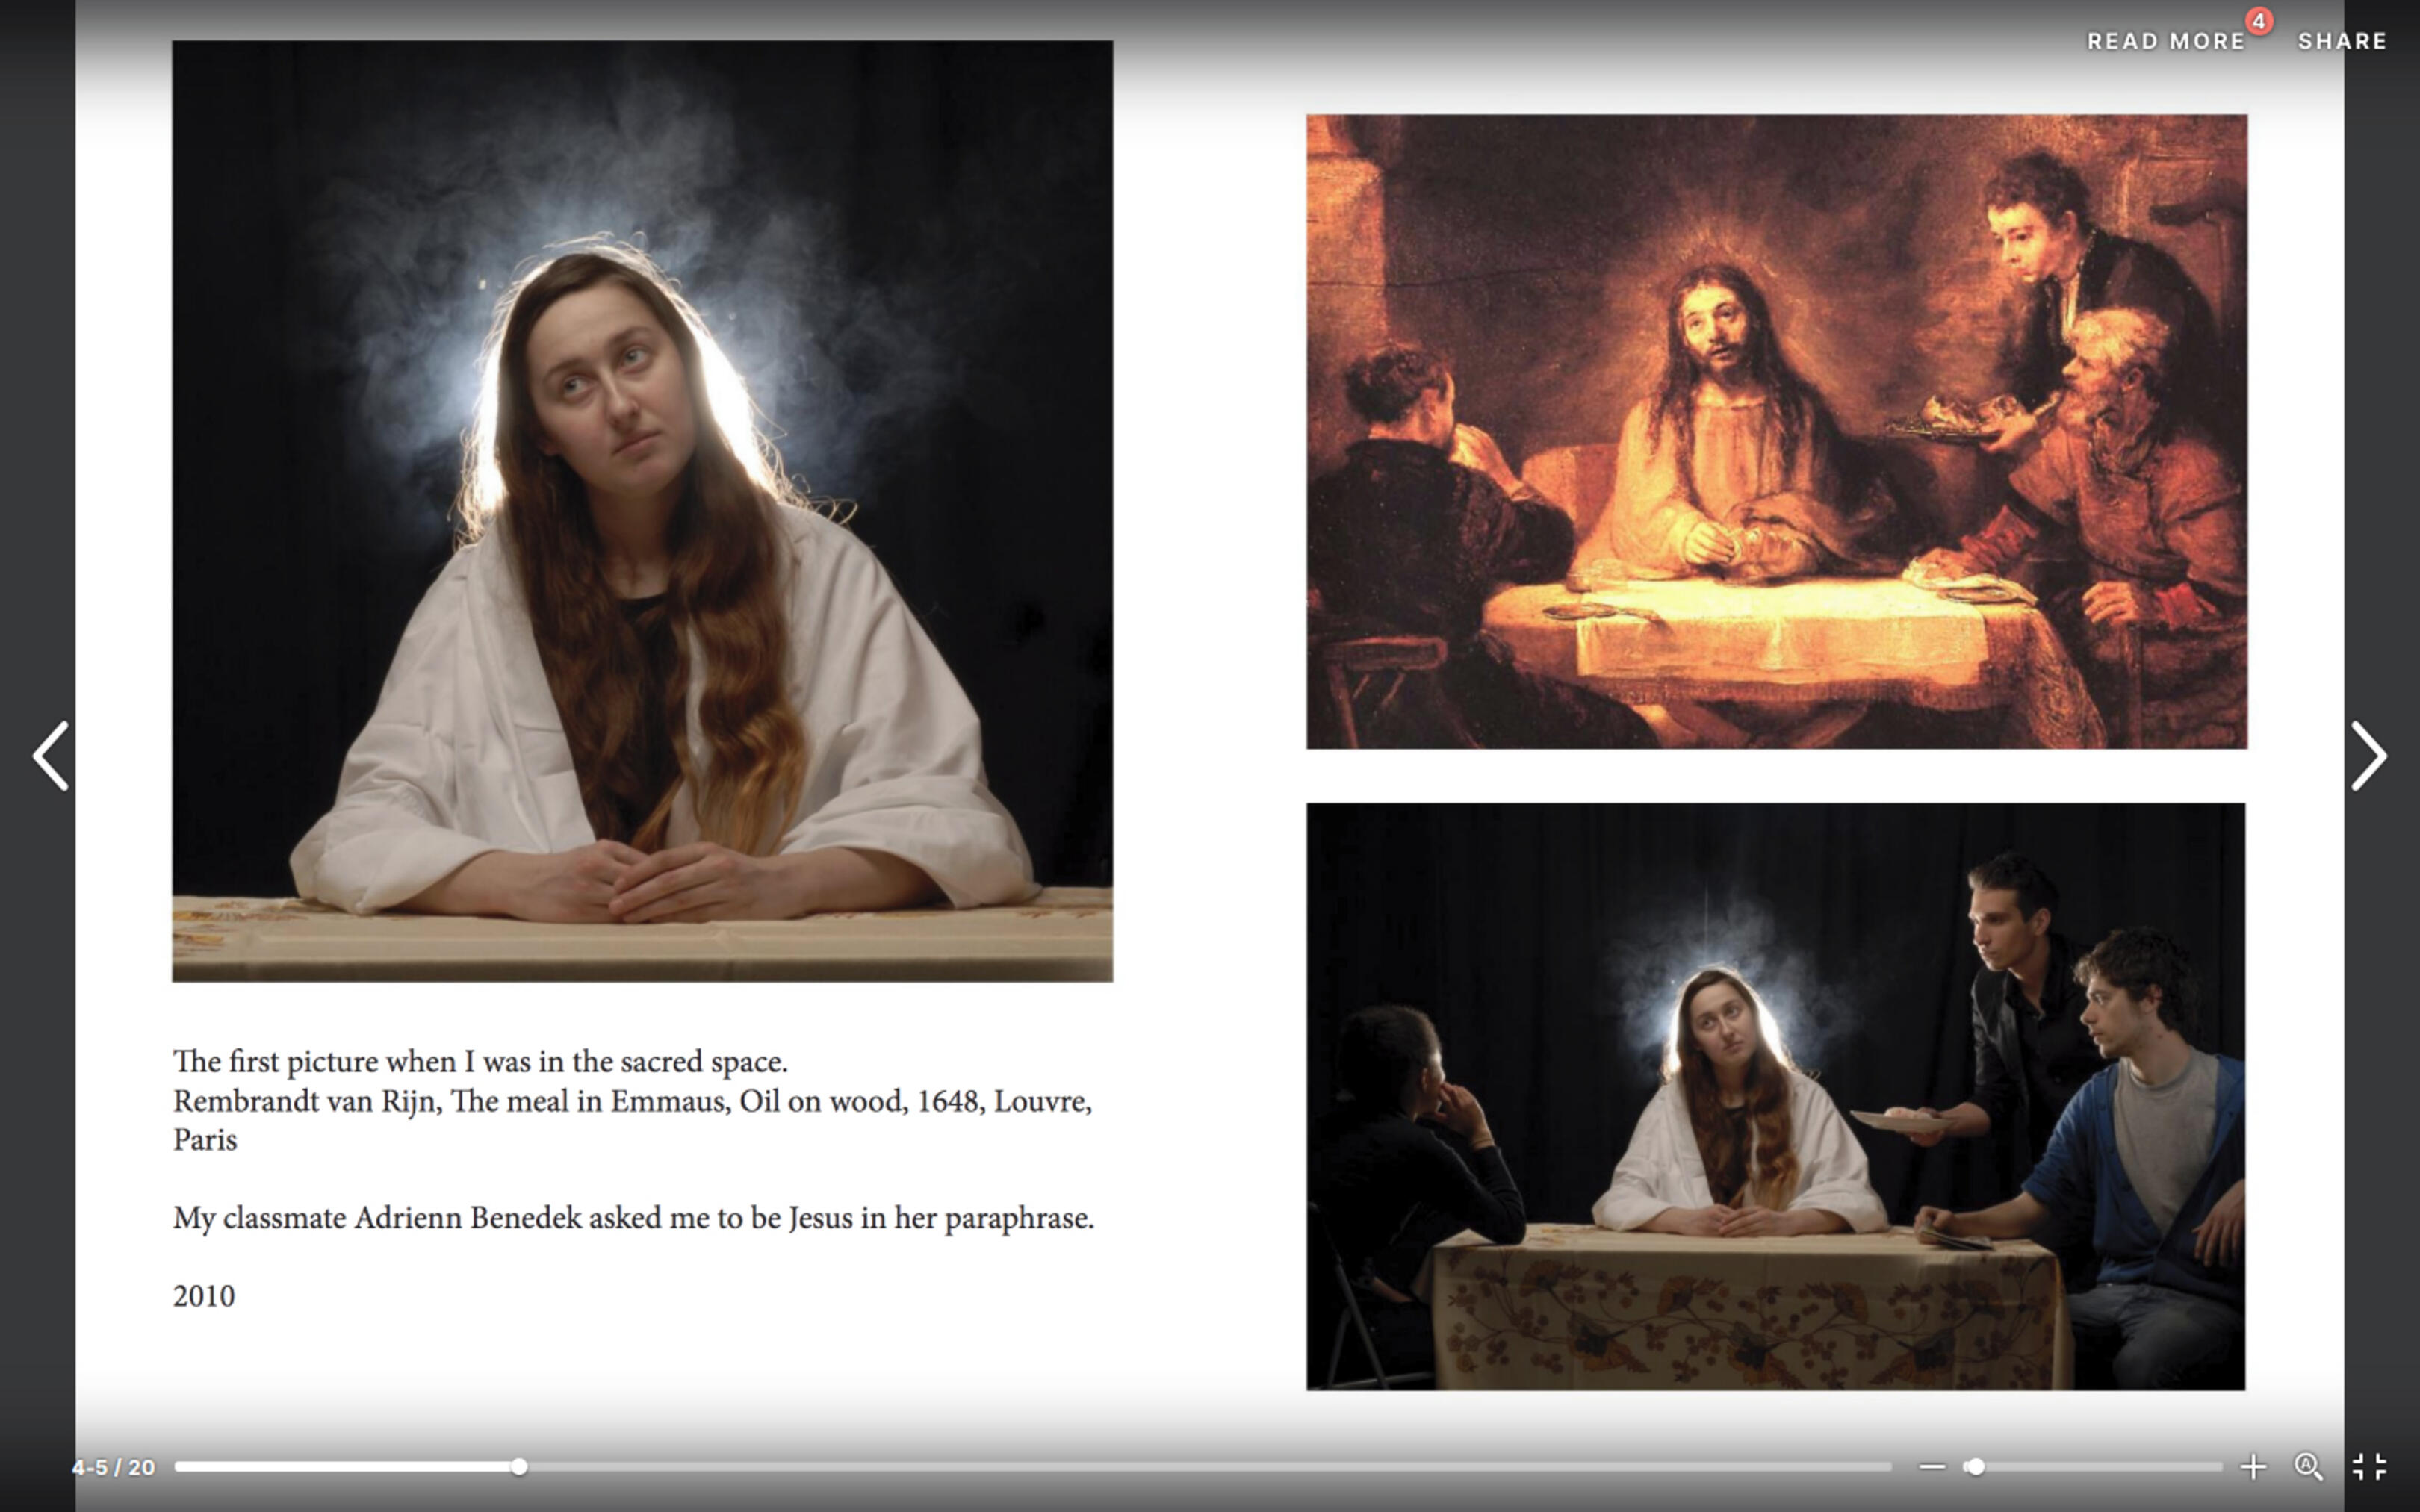 READ MORE 4 SHARE
The first picture when I was in the sacred space.
Rembrandt van Rijn, The meal in Emmaus, Oil on wood, 1648, Louvre,
Paris
My classmate Adrienn Benedek asked me to be Jesus in her paraphrase.
2010
4-5 / 20
A